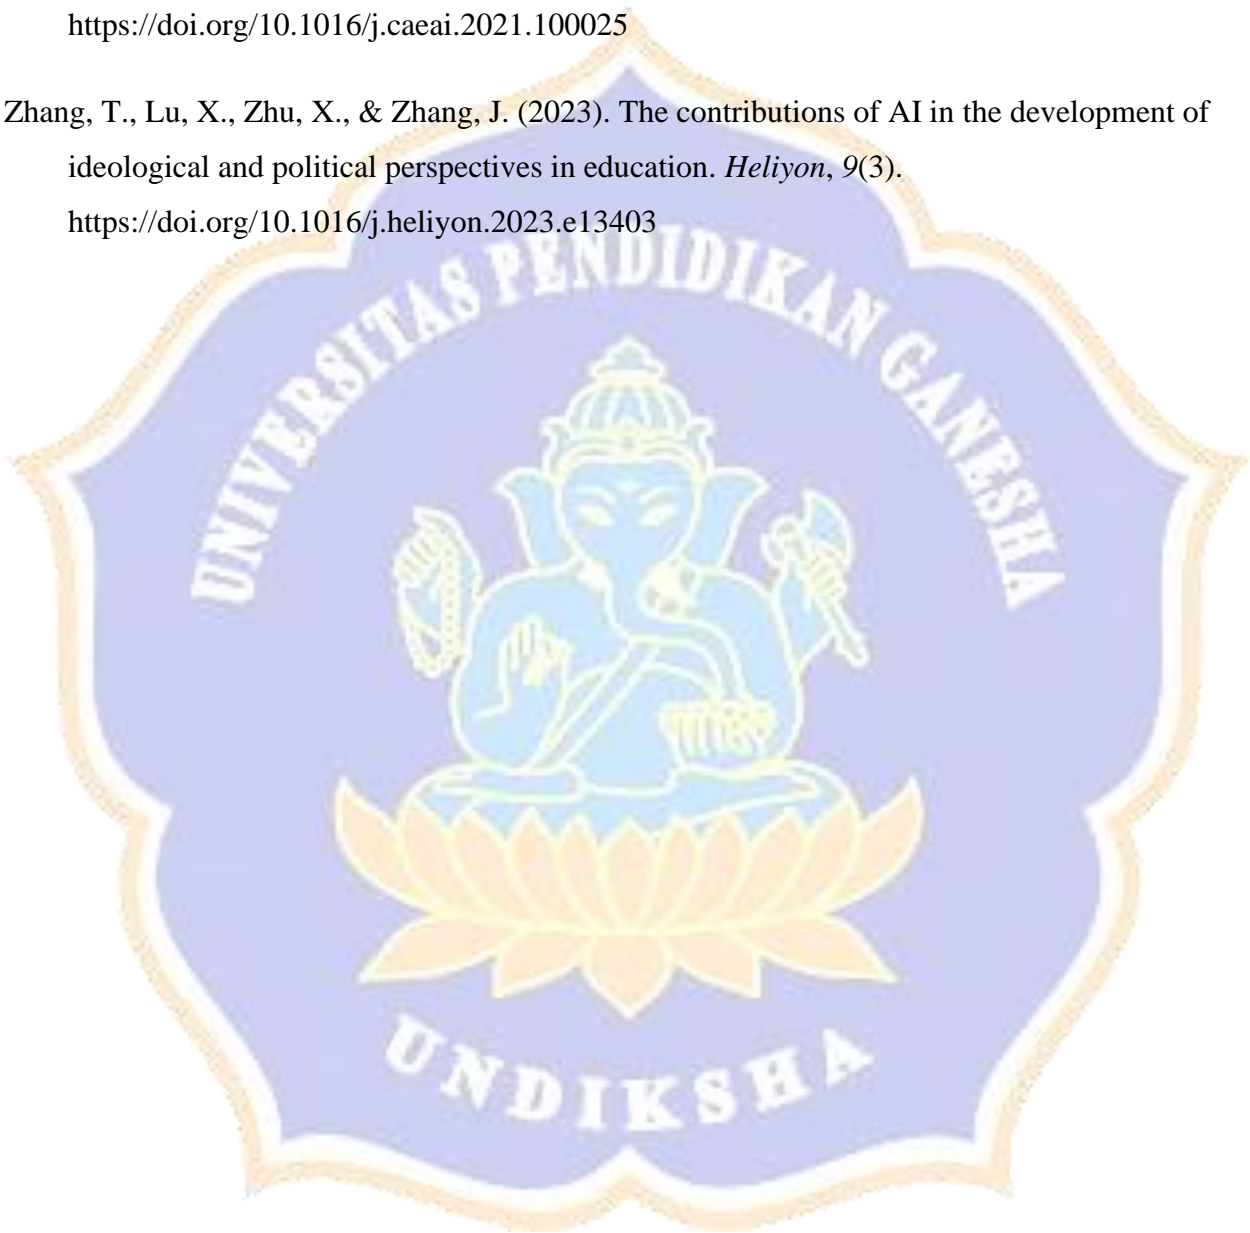 https://doi.org/10.1016/j.caeai.2021.100025
Zhang, T., Lu, X., Zhu, X., & Zhang, J. (2023). The contributions of AI in the development of
ideological and political perspectives in education. Heliyon, 9(3).
https://doi.org/10.1016/j.heliyon.2023.e13403
UNIVERSITAS PENDIDIKAN GANESHA
UNDIKSHA